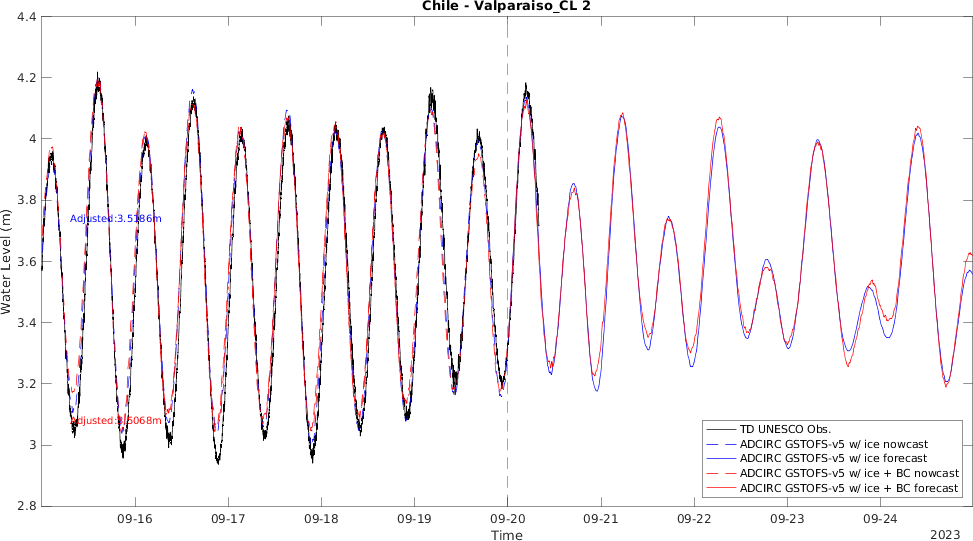 Chile - Valparaiso_CL 2
4.4
4.2
4
3.8
3.6
3.4
3.2
3
2.8
Water Level (m)
Adjusted:3.5186m
Adjusted:3.5068m
09-16
09-17
09-18
09-19
09-20
09-21
09-22
09-23
09-24
Time
2023
TD UNESCO Obs.
ADCIRC GSTOFS-v5 w/ ice nowcast
ADCIRC GSTOFS-v5 w/ ice forecast
ADCIRC GSTOFS-v5 w/ ice + BC nowcast
ADCIRC GSTOFS-v5 w/ ice + BC forecast